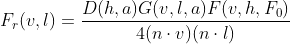 F_r(v, l) = \frac{D(h, a)G(v, l, a)F(v, h, F_0)}{4(n \cdot v)(n \cdot l)}